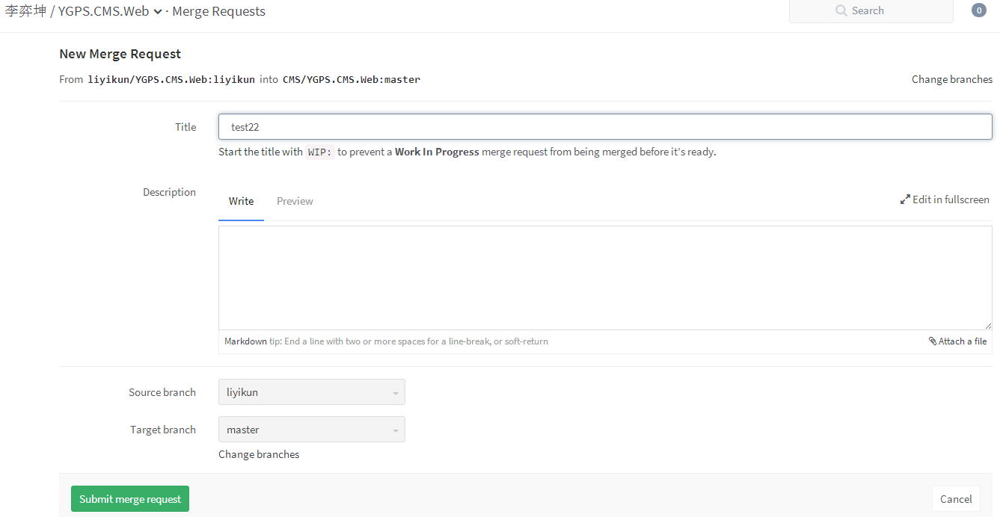 李弈坤 / YGPS.CMS.Web · Merge Requests
Search
0
New Merge Request
From liyikun/YGPS.CMS.Web:liyikun into CMS/YGPS.CMS.Web:master
Change branches
Title
test22
Start the title with WIP: to prevent a Work In Progress merge request from being merged before it's ready.
Description
Write
Preview
Edit in fullscreen
Markdown tip: End a line with two or more spaces for a line-break, or soft-return
Attach a file
Source branch
liyikun
Target branch
master
Change branches
Submit merge request
Cancel